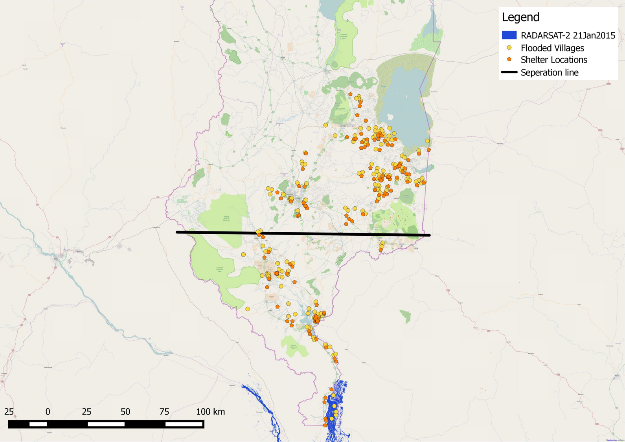 Legend
RADARSAT-2 21Jan2015
Flooded Villages
Shelter Locations
Seperation line
25 0 25 50 75 100 km